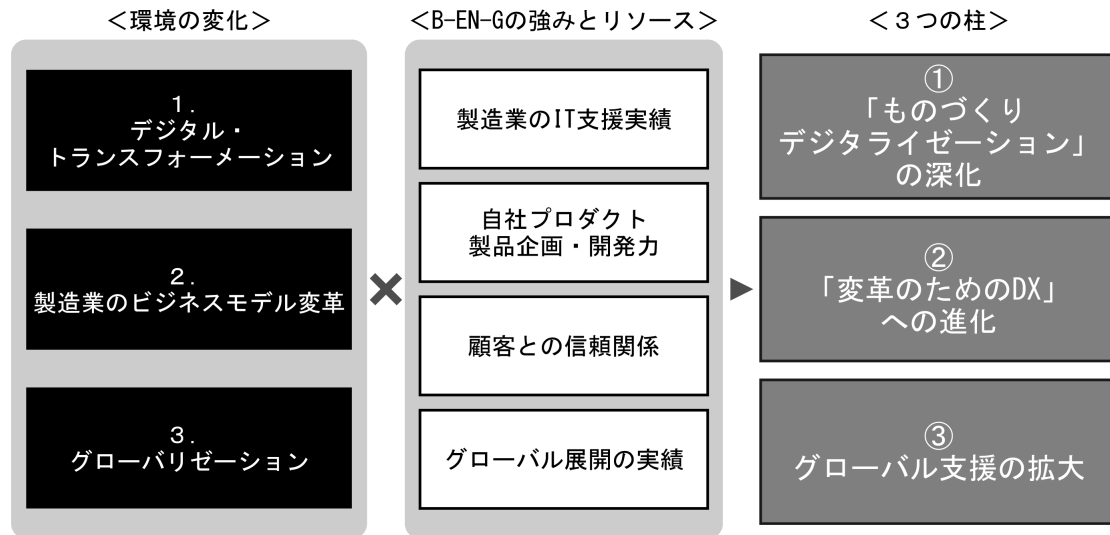 ＜環境の変化＞
1.
デジタル・
トランスフォーメーション
2.
製造業のビジネスモデル変革
3.
グローバリゼーション
×
＜B-EN-Gの強みとリソース＞
製造業のIT支援実績
自社プロダクト
製品企画・開発力
顧客との信頼関係
グローバル展開の実績
＜３つの柱＞
①
「ものづくり
デジタライゼーション」
の深化
②
「変革のためのDX」
への進化
③
グローバル支援の拡大